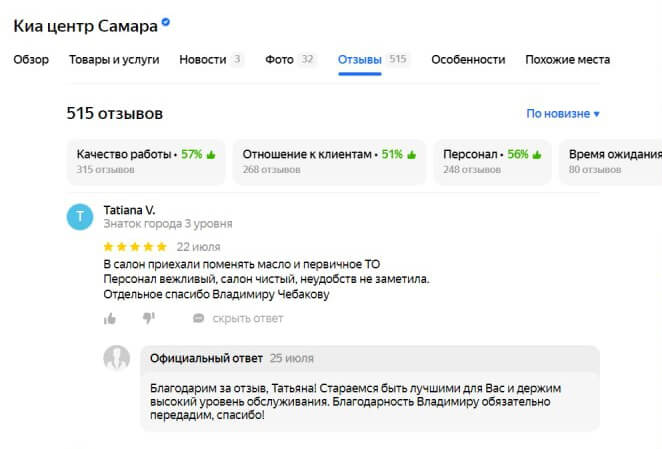 Киа центр Самара
Обзор Товары и услуги Новости 3 Фото 32 Отзывы 515 Особенности Похожие места
515 отзывов По новизне
Качество работы • 57% Отношение к клиентам • 51% Персонал • 56% Время ожидания
315 отзывов 268 отзывов 248 отзывов 80 отзывов
T
Tatiana V.
Знаток города 3 уровня
22 июля
В салон приехали поменять масло и первичное ТО
Персонал вежливый, салон чистый, неудобств не заметила.
Отдельное спасибо Владимиру Чебакову
скрыть ответ
Официальный ответ 25 июля
Благодарим за отзыв, Татьяна! Стараемся быть лучшими для Вас и держим
высокий уровень обслуживания. Благодарность Владимиру обязательно
передадим, спасибо!